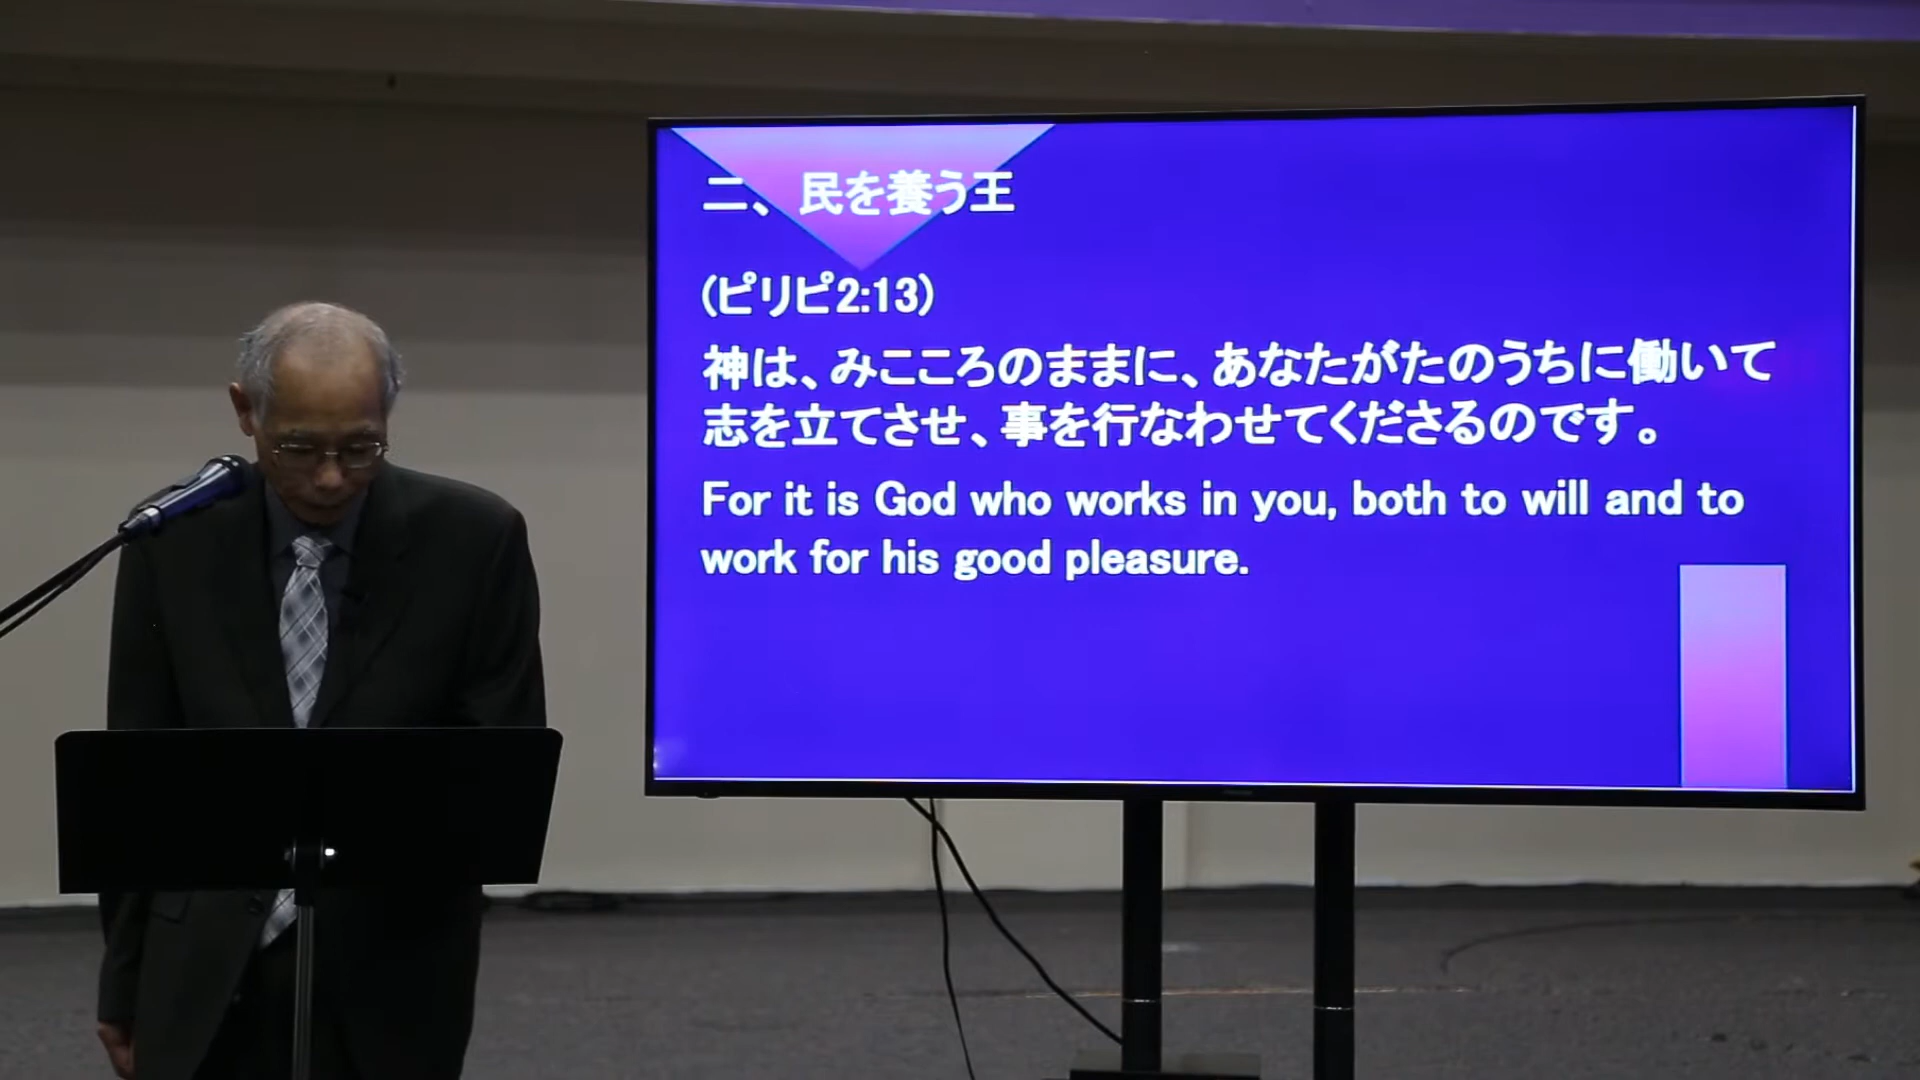 二、民を養う王
(ピリピ2:13)
神は、みこころのままに、あなたがたのうちに働いて
志を立てさせ、事を行なわせてくださるのです。
For it is God who works in you, both to will and to
work for his good pleasure.